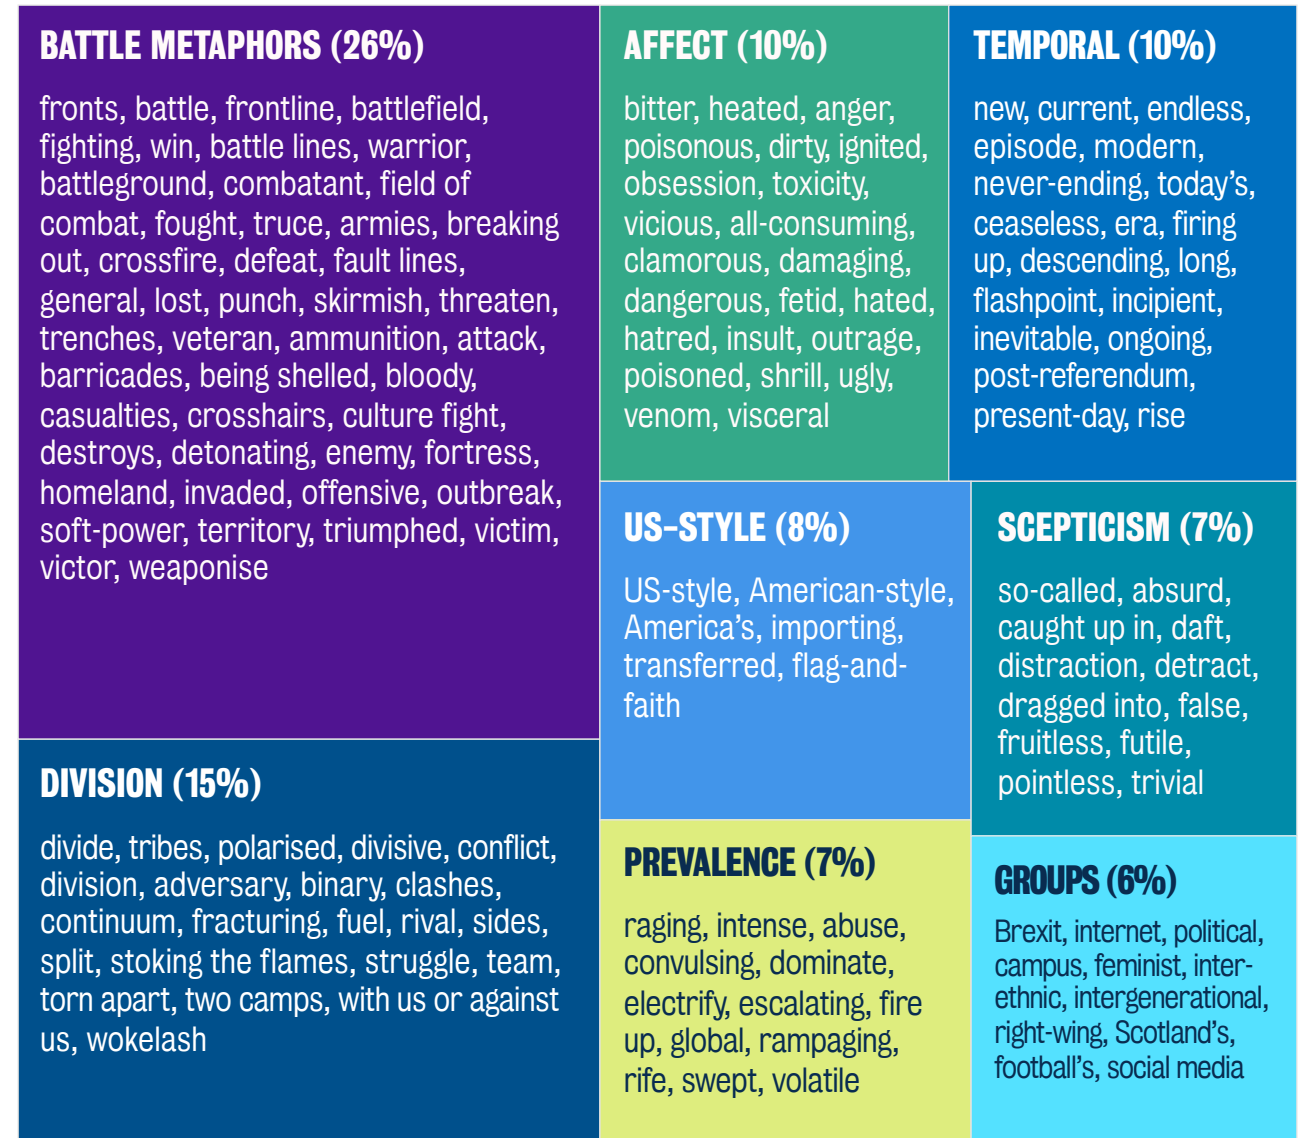 BATTLE METAPHORS (26%)
fronts, battle, frontline, battlefield,
fighting, win, battle lines, warrior,
battleground, combatant, field of
combat, fought, truce, armies, breaking
out, crossfire, defeat, fault lines,
general, lost, punch, skirmish, threaten,
trenches, veteran, ammunition, attack,
barricades, being shelled, bloody,
casualties, crosshairs, culture fight,
destroys, detonating, enemy, fortress,
homeland, invaded, offensive, outbreak,
soft-power, territory, triumphed, victim,
victor, weaponise
DIVISION (15%)
divide, tribes, polarised, divisive, conflict,
division, adversary, binary, clashes,
continuum, fracturing, fuel, rival, sides,
split, stoking the flames, struggle, team,
torn apart, two camps, with us or against
us, wokelash
AFFECT (10%)
bitter, heated, anger,
poisonous, dirty, ignited,
obsession, toxicity,
vicious, all-consuming,
clamorous, damaging,
dangerous, fetid, hated,
hatred, insult, outrage,
poisoned, shrill, ugly,
venom, visceral
TEMPORAL (10%)
new, current, endless,
episode, modern,
never-ending, today's,
ceaseless, era, firing
up, descending, long,
flashpoint, incipient,
inevitable, ongoing,
post-referendum,
present-day, rise
US-STYLE (8%)
US-style, American-style,
America's, importing,
transferred, flag-and-
faith
SCEPTICISM (7%)
so-called, absurd,
caught up in, daft,
distraction, detract,
dragged into, false,
fruitless, futile,
pointless, trivial
PREVALENCE (7%)
raging, intense, abuse,
convulsing, dominate,
electrify, escalating, fire
up, global, rampaging,
rife, swept, volatile
GROUPS (6%)
Brexit, internet, political,
campus, feminist, inter-
ethnic, intergenerational,
right-wing, Scotland's,
football's, social media